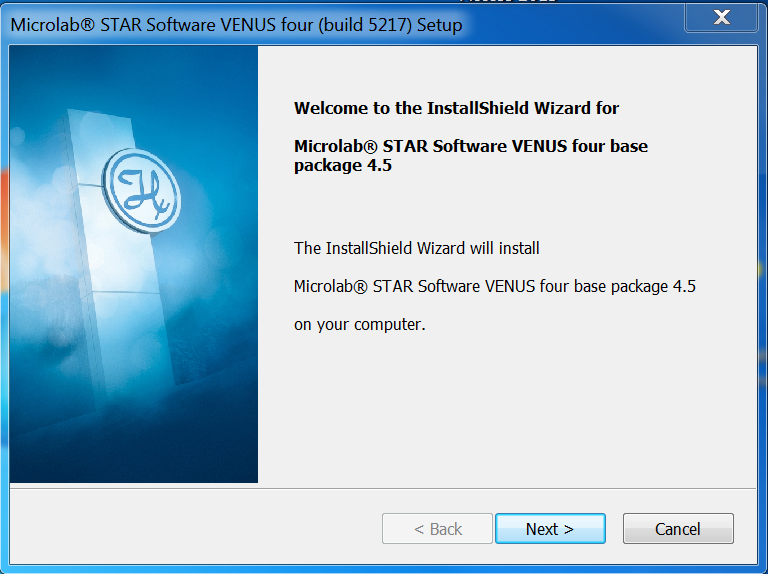 Microlab® STAR Software VENUS four (build 5217) Setup
Welcome to the InstallShield Wizard for
Microlab® STAR Software VENUS four base
package 4.5
The InstallShield Wizard will install
Microlab® STAR Software VENUS four base package 4.5
on your computer.
< Back
Next >
Cancel